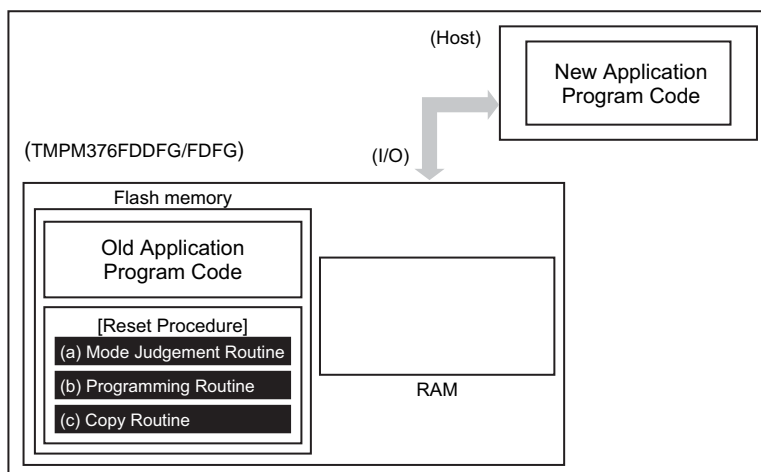 (Host)
New Application
Program Code
(TMPM376FDDFG/FDFG)
(I/O)
Flash memory
Old Application
Program Code
[Reset Procedure]
(a) Mode Judgement Routine
(b) Programming Routine
(c) Copy Routine
RAM